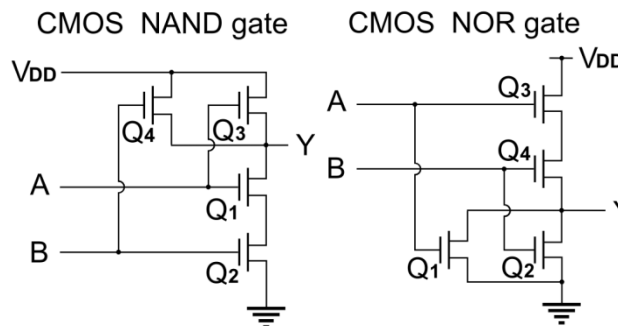 CMOS NAND gate
VDD
Q4
Q3
Y
A
Q1
B
Q2
CMOS NOR gate
VDD
A
Q3
B
Q4
Y
Q1
Q2